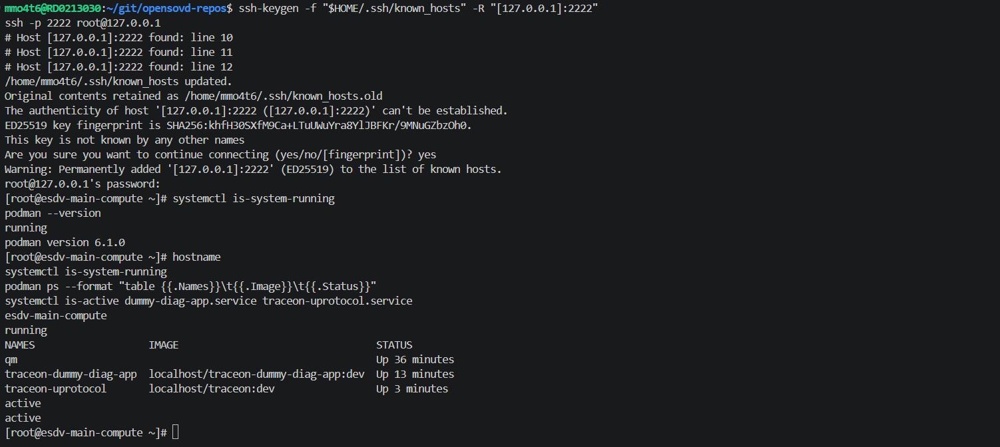 mmo4t6@RD0213030:~/git/opensovd-repos$ ssh-keygen -f "$HOME/.ssh/known_hosts" -R "[127.0.0.1]:2222"
ssh -p 2222 root@127.0.0.1
# Host [127.0.0.1]:2222 found: line 10
# Host [127.0.0.1]:2222 found: line 11
# Host [127.0.0.1]:2222 found: line 12
/home/mmo4t6/.ssh/known_hosts updated.
Original contents retained as /home/mmo4t6/.ssh/known_hosts.old
The authenticity of host '[127.0.0.1]:2222 ([127.0.0.1]:2222)' can't be established.
ED25519 key fingerprint is SHA256:khfH30SXfM9Ca+LTuUWuYra8YlJBFKr/9MNuGZbzOh0.
This key is not known by any other names
Are you sure you want to continue connecting (yes/no/[fingerprint])? yes
Warning: Permanently added '[127.0.0.1]:2222' (ED25519) to the list of known hosts.
root@127.0.0.1's password:
[root@esdv-main-compute ~]# systemctl is-system-running
podman --version
running
podman version 6.1.0
[root@esdv-main-compute ~]# hostname
systemctl is-system-running
podman ps --format "table {{.Names}}\t{{.Image}}\t{{.Status}}"
systemctl is-active dummy-diag-app.service traceon-uprotocol.service
esdv-main-compute
running
NAMES                   IMAGE                                 STATUS
qm                                                            Up 36 minutes
traceon-dummy-diag-app  localhost/traceon-dummy-diag-app:dev  Up 13 minutes
traceon-uprotocol       localhost/traceon:dev                 Up 3 minutes
active
active
[root@esdv-main-compute ~]#